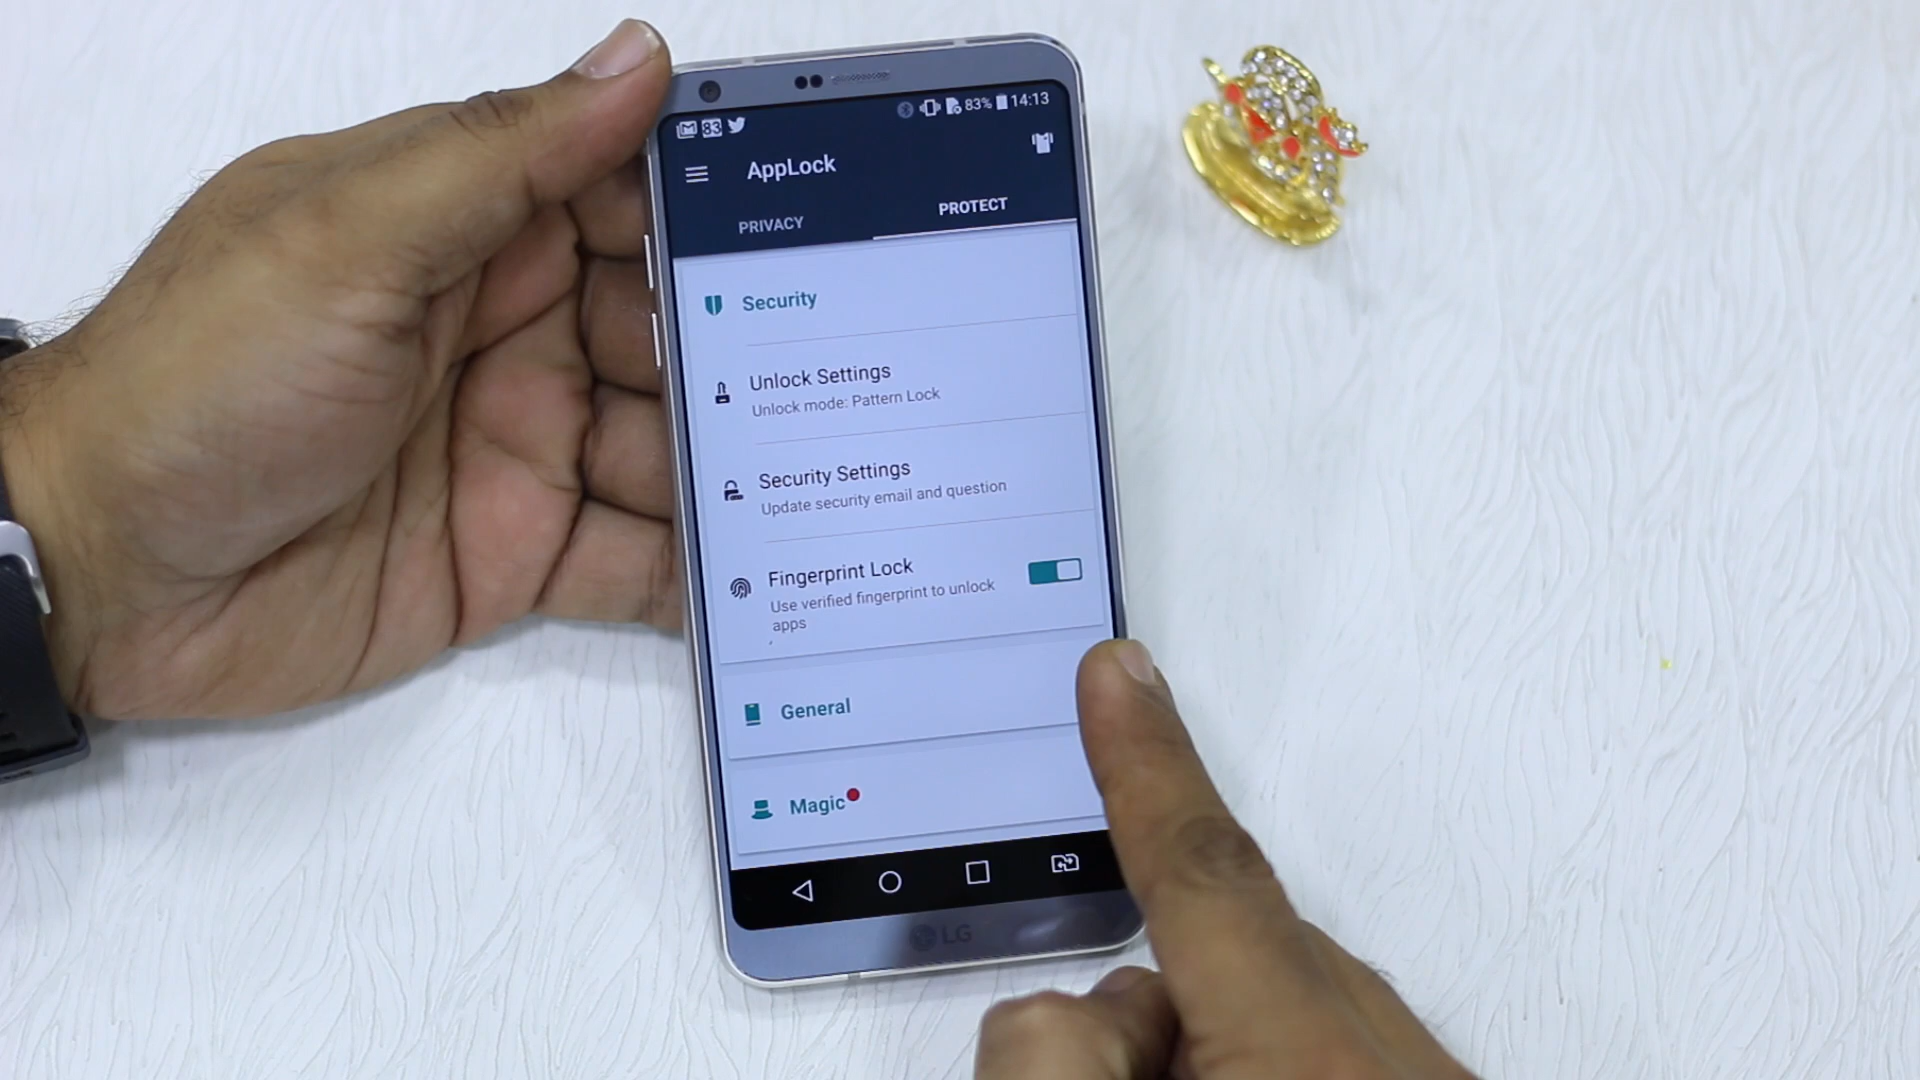 83 83% 14:13
AppLock
PRIVACY PROTECT
Security
Unlock Settings
Unlock mode: Pattern Lock
Security Settings
Update security email and question
Fingerprint Lock
Use verified fingerprint to unlock
apps
General
Magic
LG